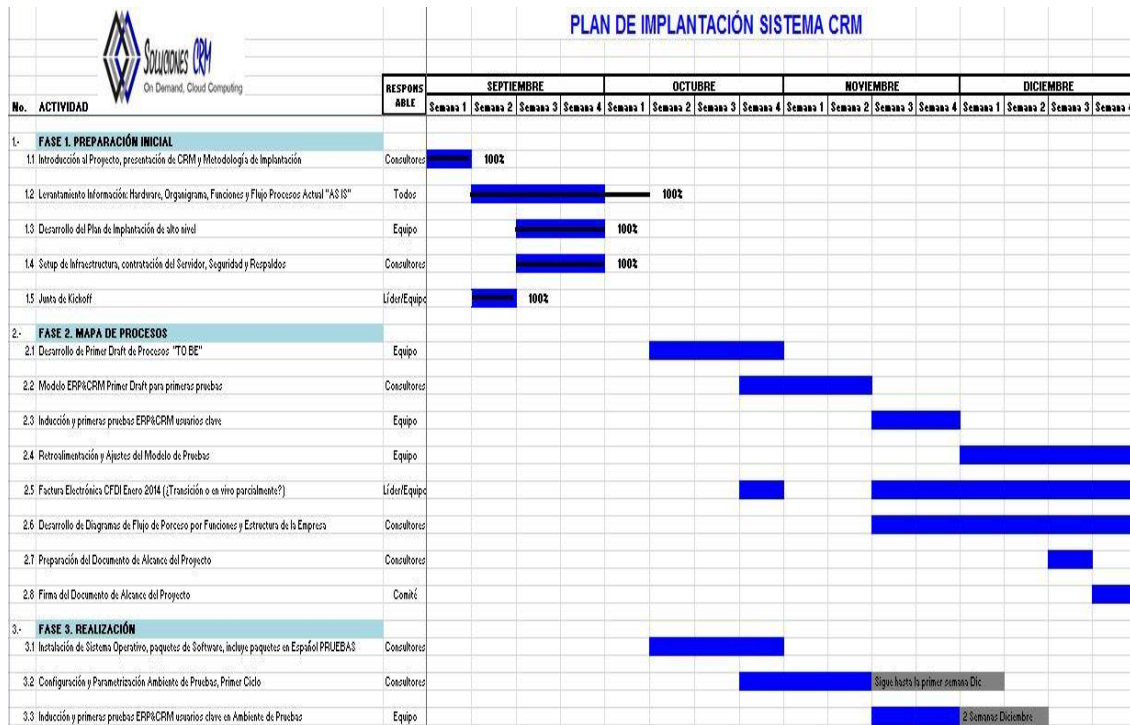 PLAN DE IMPLANTACIÓN SISTEMA CRM
SOLUCIONES CRM
On Demand, Cloud Computing
No. ACTIVIDAD RESPONS ABLE SEPTIEMBRE OCTUBRE NOVIEMBRE DICIEMBRE
Semana 1 Semana 2 Semana 3 Semana 4 Semana 1 Semana 2 Semana 3 Semana 4 Semana 1 Semana 2 Semana 3 Semana 4 Semana 1 Semana 2 Semana 3 Semana 4
1.- FASE 1. PREPARACIÓN INICIAL
1.1 Introducción al Proyecto, presentación de CRM y Metodología de Implantación Consultores 100%
1.2 Levantamiento Información: Hardware, Organigrama, Funciones y Flujo Procesos Actual "AS IS" Todos 100%
1.3 Desarrollo del Plan de Implantación de alto nivel Equipo 100%
1.4 Setup de Infraestructura, contratación del Servidor, Seguridad y Respaldos Consultores 100%
1.5 Junta de Kickoff Líder/Equipo 100%
2.- FASE 2. MAPA DE PROCESOS
2.1 Desarrollo de Primer Draft de Procesos "TO BE" Equipo
2.2 Modelo ERP&CRM Primer Draft para primeras pruebas Consultores
2.3 Inducción y primeras pruebas ERP&CRM usuarios clave Equipo
2.4 Retroalimentación y Ajustes del Modelo de Pruebas Equipo
2.5 Factura Electrónica CFDI Enero 2014 (¿Transición o en vivo parcialmente?) Líder/Equipo
2.6 Desarrollo de Diagramas de Flujo de Porceso por Funciones y Estructura de la Empresa Consultores
2.7 Preparación del Documento de Alcance del Proyecto Consultores
2.8 Firma del Documento de Alcance del Proyecto Comité
3.- FASE 3. REALIZACIÓN
3.1 Instalación de Sistema Operativo, paquetes de Software, incluye paquetes en Español PRUEBAS Consultores
3.2 Configuración y Parametrización Ambiente de Pruebas, Primer Ciclo Consultores Sigue hasta la primer semana Dic
3.3 Inducción y primeras pruebas ERP&CRM usuarios clave en Ambiente de Pruebas Equipo 2 Semanas Diciembre